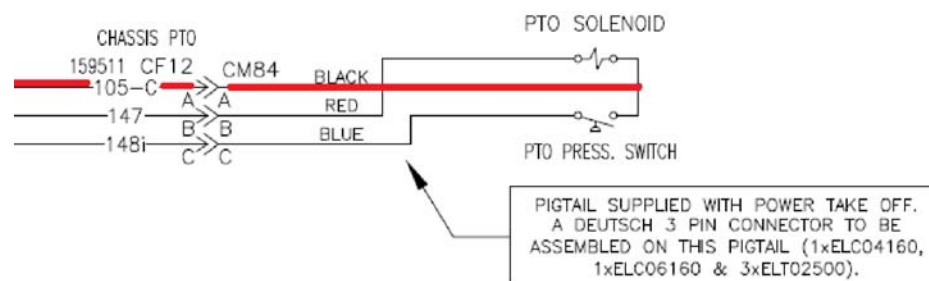 PTO SOLENOID
CHASSIS PTO
159511 CF12 CM84
105-C A A BLACK
147 B B RED
148i C C BLUE
PTO PRESS. SWITCH
PIGTAIL SUPPLIED WITH POWER TAKE OFF.
A DEUTSCH 3 PIN CONNECTOR TO BE
ASSEMBLED ON THIS PIGTAIL (1xELC04160,
1xELC06160 & 3xELT02500).